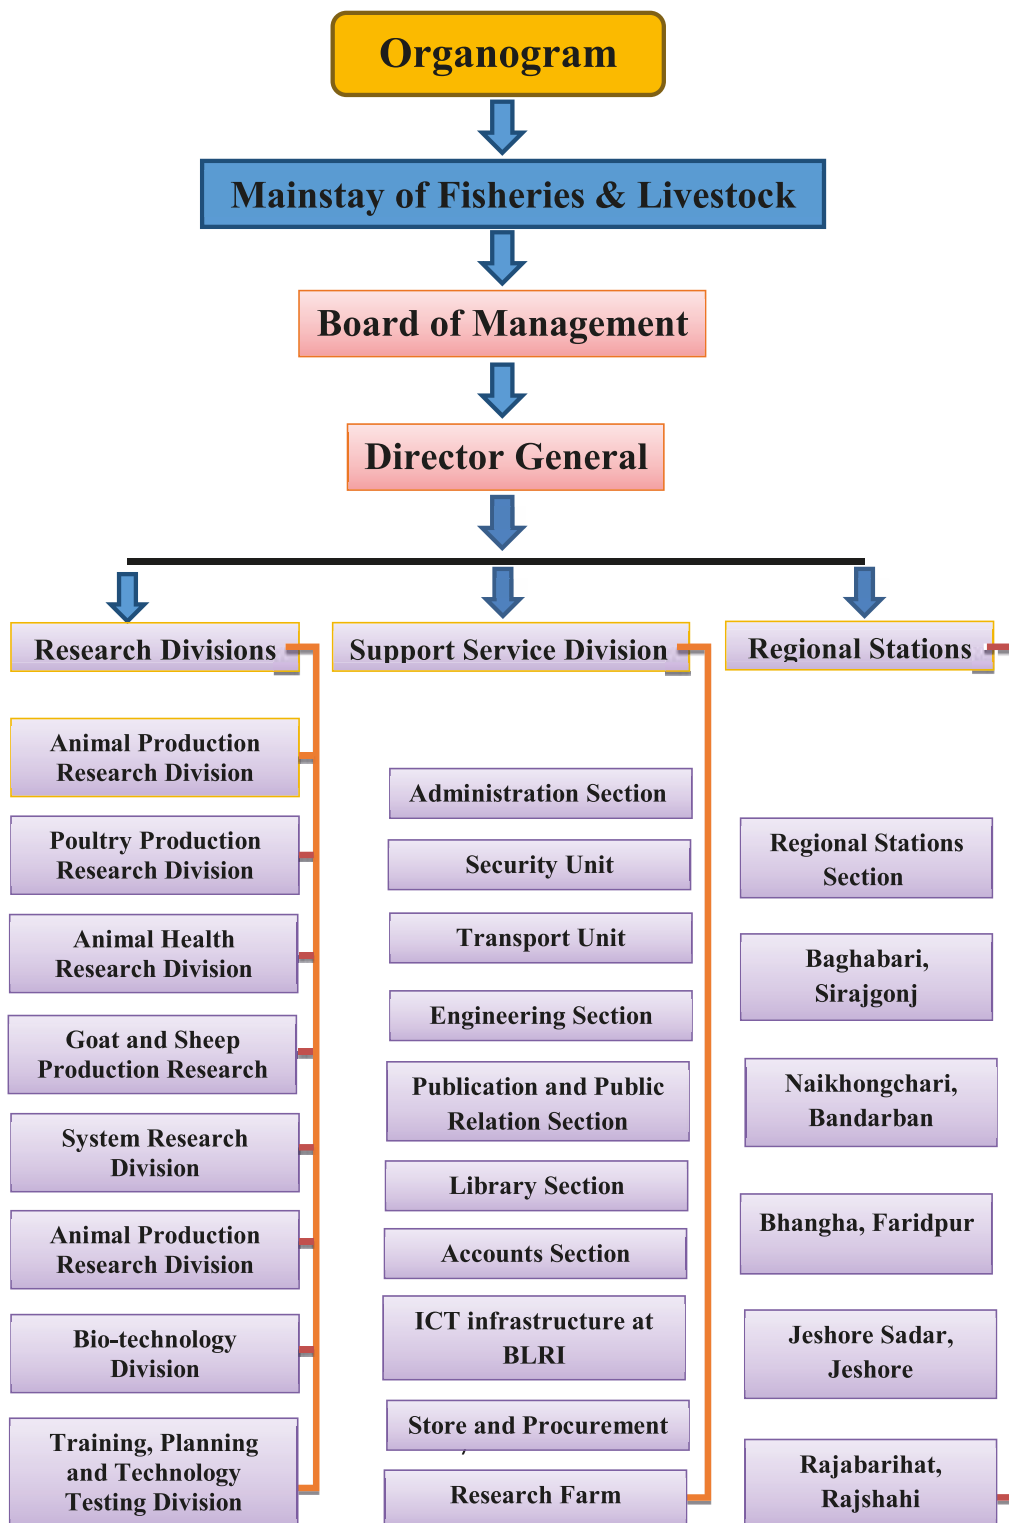 Organogram
Mainstay of Fisheries & Livestock
Board of Management
Director General
Research Divisions
Animal Production
Research Division
Poultry Production
Research Division
Animal Health
Research Division
Goat and Sheep
Production Research
System Research
Division
Animal Production
Research Division
Bio-technology
Division
Training, Planning
and Technology
Testing Division
Support Service Division
Administration Section
Security Unit
Transport Unit
Engineering Section
Publication and Public
Relation Section
Library Section
Accounts Section
ICT infrastructure at
BLRI
Store and Procurement
Research Farm
Regional Stations
Regional Stations
Section
Baghabari,
Sirajgonj
Naikhongchari,
Bandarban
Bhangha, Faridpur
Jeshore Sadar,
Jeshore
Rajabarihat,
Rajshahi